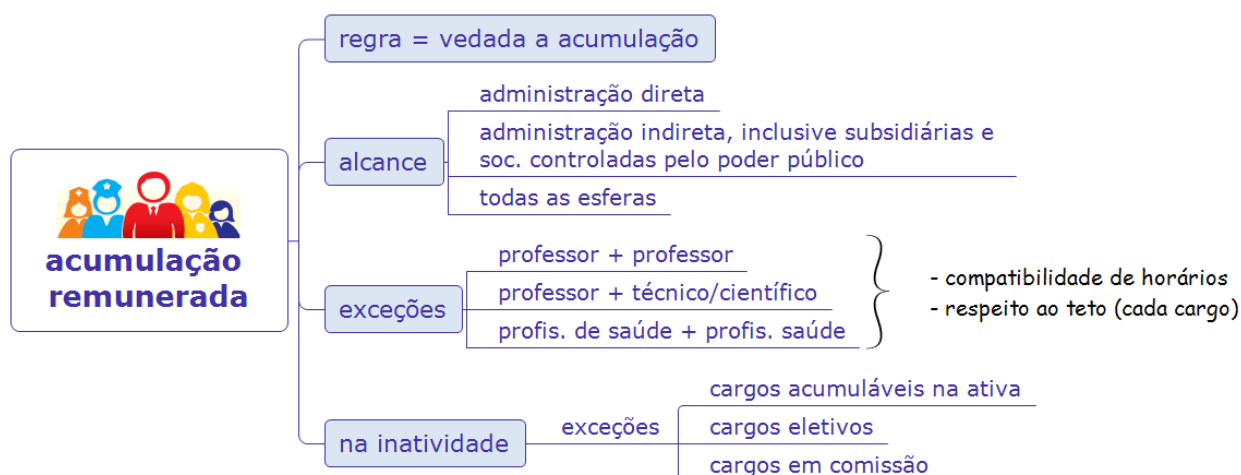 regra = vedada a acumulação
administração direta
administração indireta, inclusive subsidiárias e
soc. controladas pelo poder público
alcance
todas as esferas
acumulação
remunerada
professor + professor
professor + técnico/científico
profis. de saúde + profis. saúde
exceções
- compatibilidade de horários
- respeito ao teto (cada cargo)
na inatividade
exceções
cargos acumuláveis na ativa
cargos eletivos
cargos em comissão